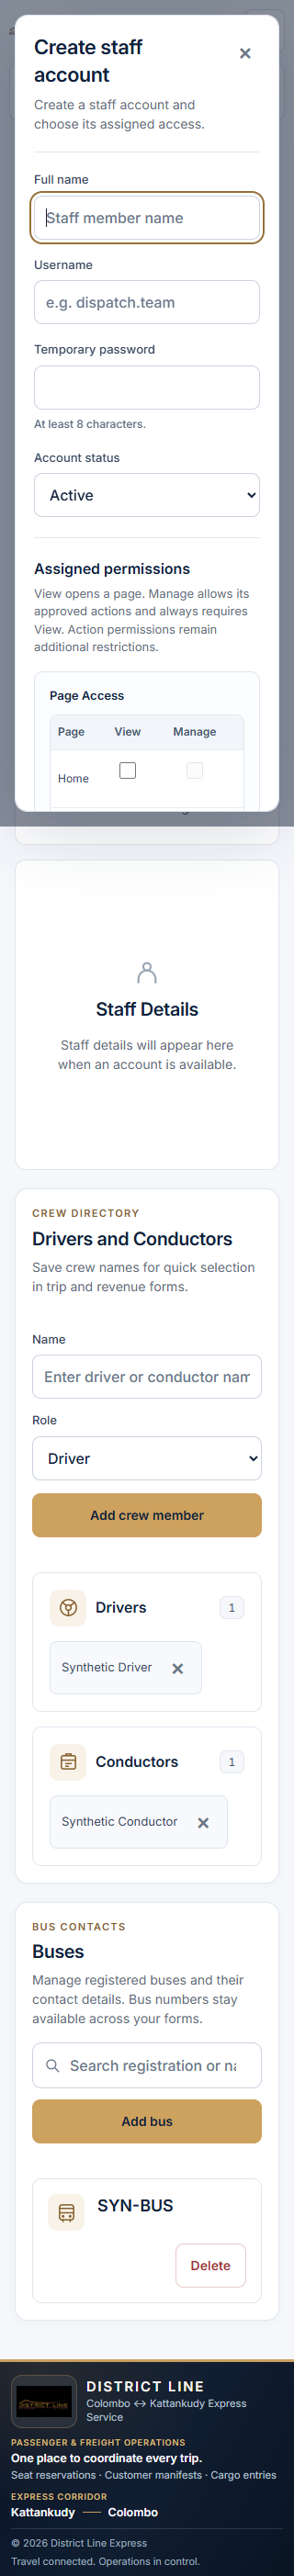 Create staff
account
Create a staff account and
choose its assigned access.
Full name
Staff member name
Username
e.g. dispatch.team
Temporary password
At least 8 characters.
Account status
Active
Assigned permissions
View opens a page. Manage allows its
approved actions and always requires
View. Action permissions remain
additional restrictions.
Page Access
Page View Manage
Home
Staff Details
Staff details will appear here
when an account is available.
CREW DIRECTORY
Drivers and Conductors
Save crew names for quick selection
in trip and revenue forms.
Name
Enter driver or conductor nam
Role
Driver
Add crew member
Drivers 1
Synthetic Driver ×
Conductors 1
Synthetic Conductor ×
BUS CONTACTS
Buses
Manage registered buses and their
contact details. Bus numbers stay
available across your forms.
Search registration or na
Add bus
SYN-BUS
Delete
DISTRICT LINE
DISTRICT LINE
Colombo ↔ Kattankudy Express
Service
PASSENGER & FREIGHT OPERATIONS
One place to coordinate every trip.
Seat reservations · Customer manifests · Cargo entries
EXPRESS CORRIDOR
Kattankudy — Colombo
© 2026 District Line Express
Travel connected. Operations in control.